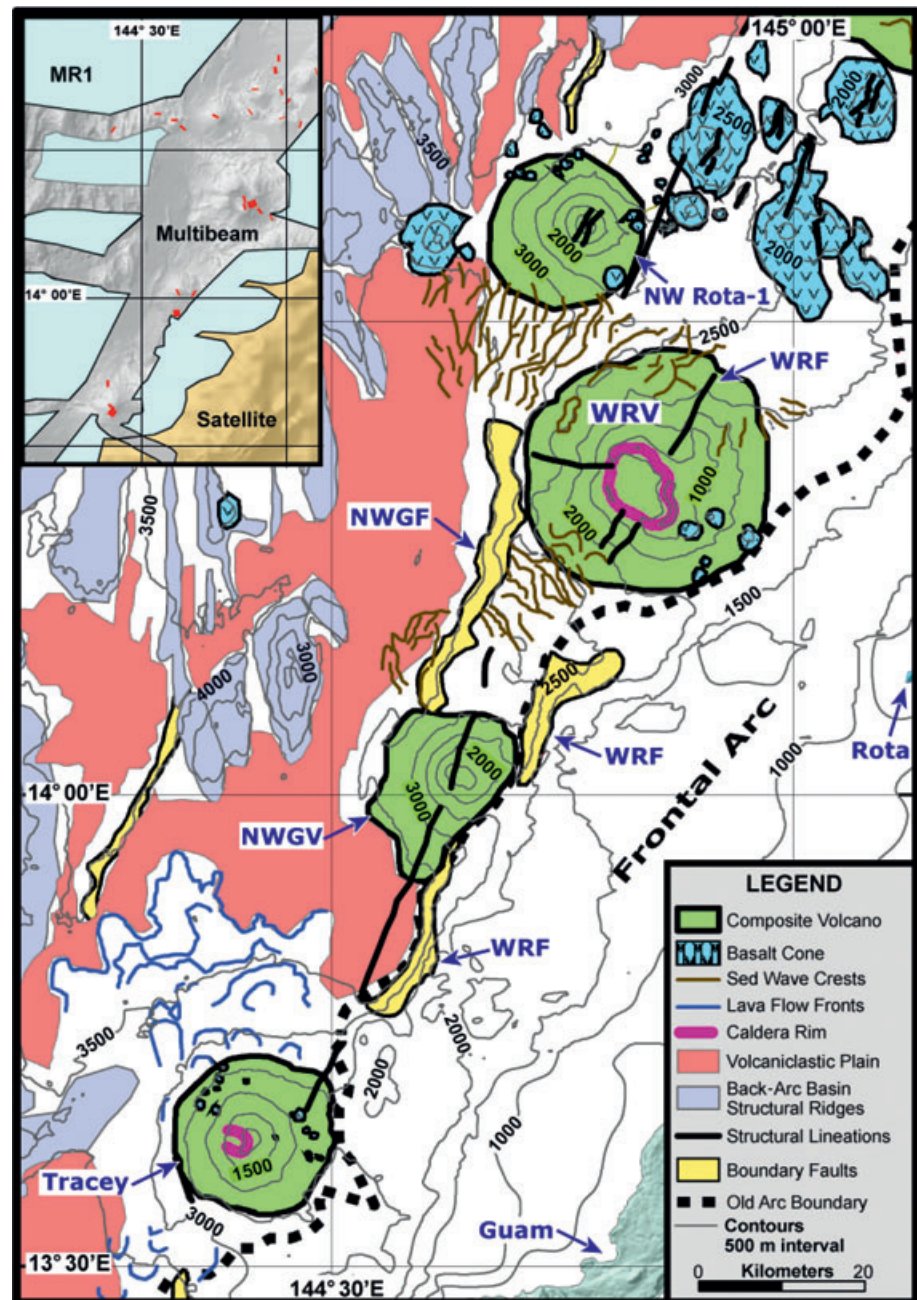 144° 30'E
MR1
Multibeam
14° 00'E
Satellite
145° 00'E
3000
2500
2000
3500
2000
3000
2000
NW Rota-1
2500
WRF
WRV
1000
2000
3500
NWGF
1500
3000
4000
2500
Rota
1000
WRF
2000
14° 00'E
3000
NWGV
Frontal Arc
WRF
2000
3500
2000
1000
1500
Tracey
3000
Guam
13° 30'E
144° 30'E
LEGEND
Composite Volcano
Basalt Cone
Sed Wave Crests
Lava Flow Fronts
Caldera Rim
Volcaniclastic Plain
Back-Arc Basin
Structural Ridges
Structural Lineations
Boundary Faults
Old Arc Boundary
Contours
500 m interval
Kilometers
0 20